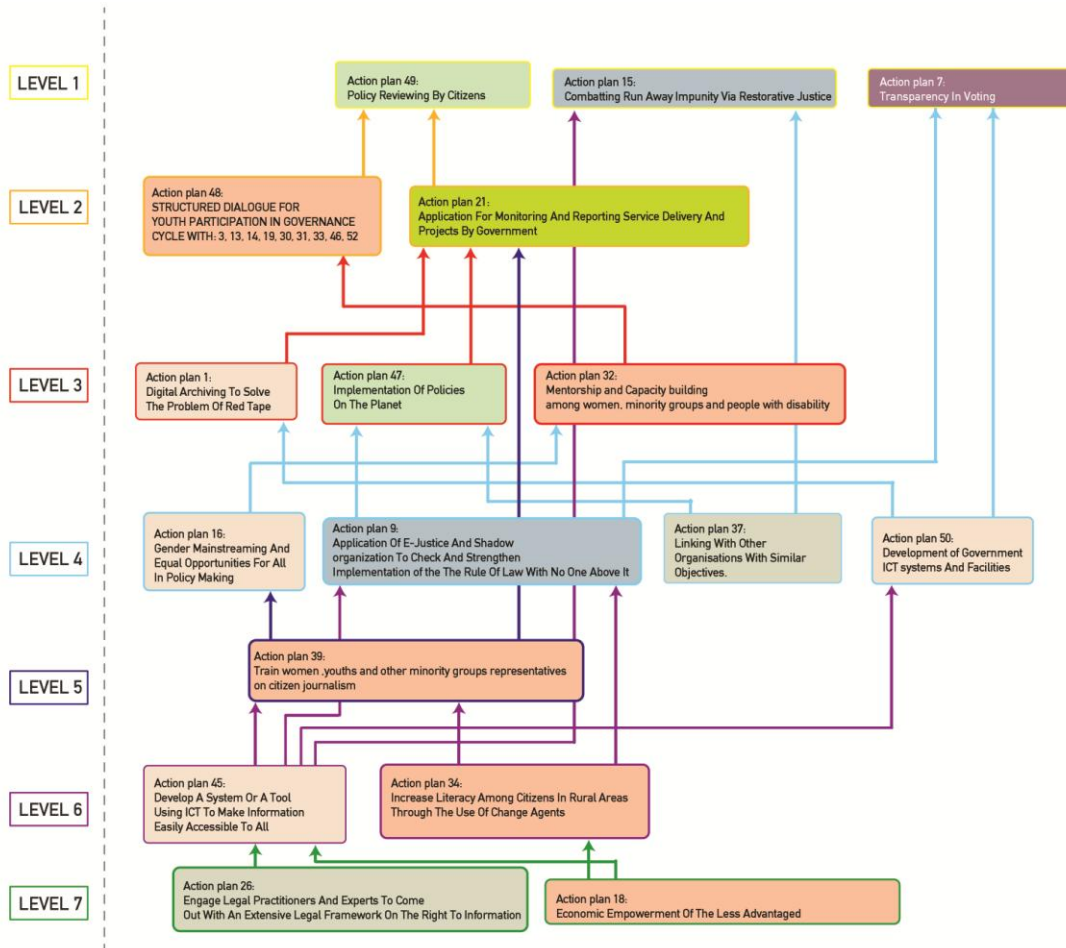 LEVEL 1
Action plan 49:
Policy Reviewing By Citizens
Action plan 15:
Combatting Run Away Impunity Via Restorative Justice
Action plan 7:
Transparency In Voting
LEVEL 2
Action plan 48:
STRUCTURED DIALOGUE FOR
YOUTH PARTICIPATION IN GOVERNANCE
CYCLE WITH: 3, 13, 14, 19, 30, 31, 33, 46, 52
Action plan 21:
Application For Monitoring And Reporting Service Delivery And
Projects By Government
LEVEL 3
Action plan 1:
Digital Archiving To Solve
The Problem Of Red Tape
Action plan 47:
Implementation Of Policies
On The Planet
Action plan 32:
Mentorship and Capacity building
among women, minority groups and people with disability
LEVEL 4
Action plan 16:
Gender Mainstreaming And
Equal Opportunities For All
In Policy Making
Action plan 9:
Application Of E-Justice And Shadow
organization To Check And Strengthen
Implementation of the The Rule Of Law With No One Above It
Action plan 37:
Linking With Other
Organisations With Similar
Objectives.
Action plan 50:
Development of Government
ICT systems And Facilities
LEVEL 5
Action plan 39:
Train women ,youths and other minority groups representatives
on citizen journalism
LEVEL 6
Action plan 45:
Develop A System Or A Tool
Using ICT To Make Information
Easily Accessible To All
Action plan 34:
Increase Literacy Among Citizens In Rural Areas
Through The Use Of Change Agents
LEVEL 7
Action plan 26:
Engage Legal Practitioners And Experts To Come
Out With An Extensive Legal Framework On The Right To Information
Action plan 18:
Economic Empowerment Of The Less Advantaged